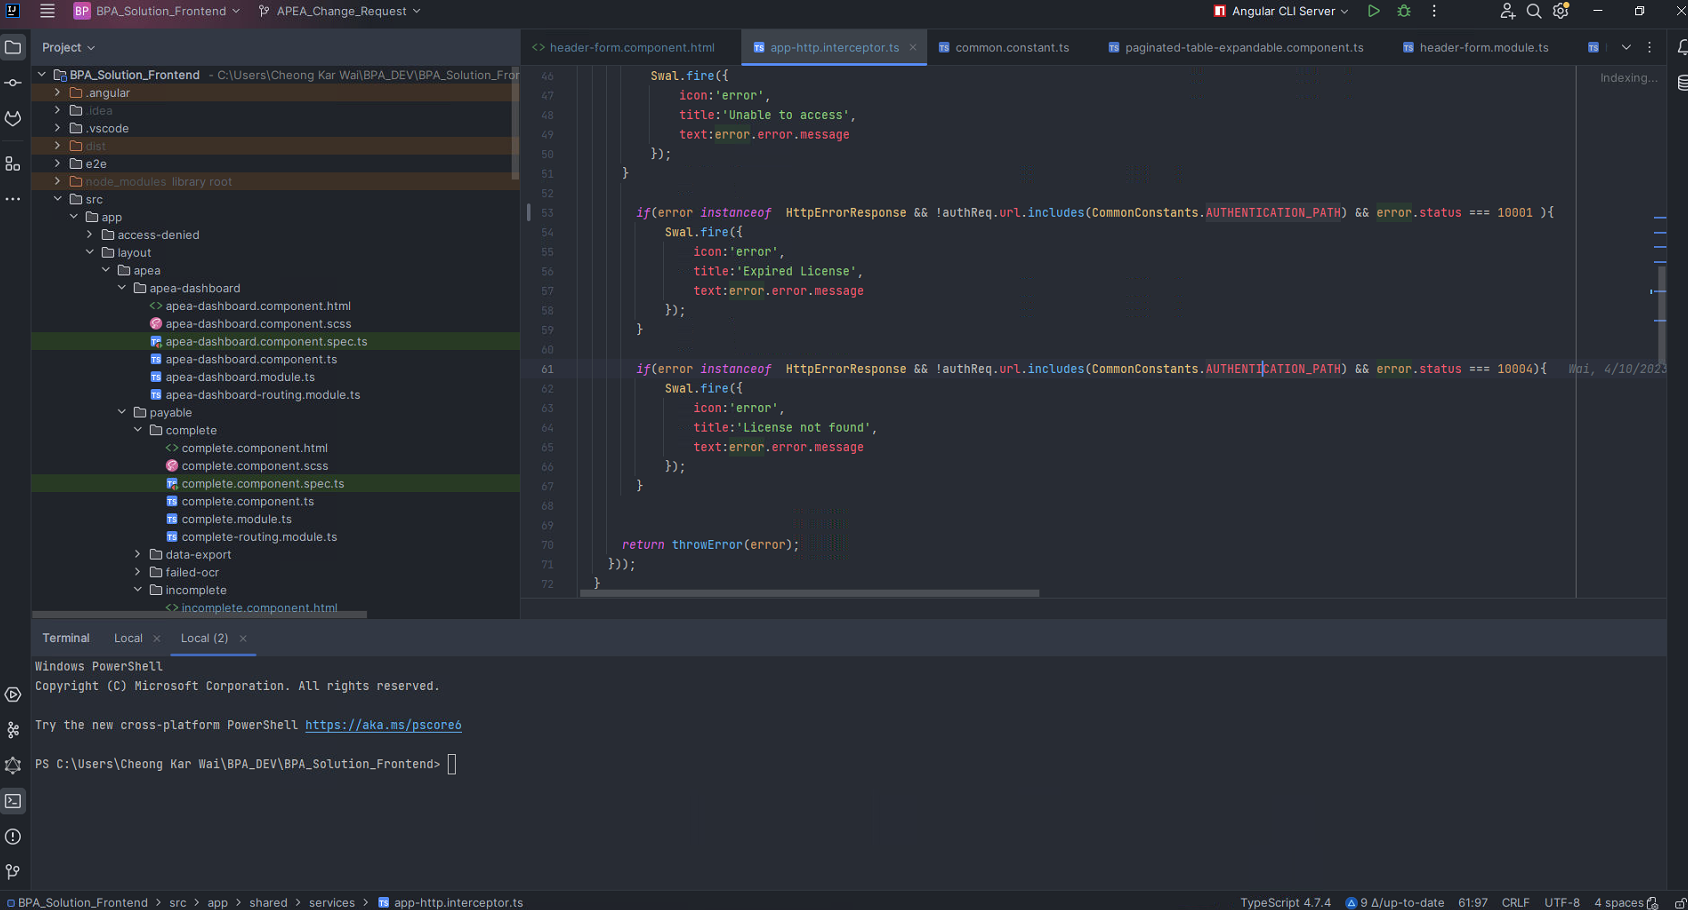 BP BPA_Solution_Frontend APEA_Change_Request Angular CLI Server
Project
header-form.component.html app-http.interceptor.ts common.constant.ts paginated-table-expandable.component.ts header-form.module.ts
BPA_Solution_Frontend - C:\Users\Cheong Kar Wai\BPA_DEV\BPA_Solution_Fror
.angular
.idea
.vscode
dist
e2e
node_modules library root
src
app
access-denied
layout
apea
apea-dashboard
apea-dashboard.component.html
apea-dashboard.component.scss
apea-dashboard.component.spec.ts
apea-dashboard.component.ts
apea-dashboard.module.ts
apea-dashboard-routing.module.ts
payable
complete
complete.component.html
complete.component.scss
complete.component.spec.ts
complete.component.ts
complete.module.ts
complete-routing.module.ts
data-export
failed-ocr
incomplete
incomplete.component.html
Indexing...
46 Swal.fire({
47 icon:'error',
48 title:'Unable to access',
49 text:error.error.message
50 });
51 }
52
53 if(error instanceof  HttpErrorResponse && !authReq.url.includes(CommonConstants.AUTHENTICATION_PATH) && error.status === 10001 ){
54 Swal.fire({
55 icon:'error',
56 title:'Expired License',
57 text:error.error.message
58 });
59 }
60
61 if(error instanceof  HttpErrorResponse && !authReq.url.includes(CommonConstants.AUTHENTICATION_PATH) && error.status === 10004){ Wai, 4/10/2023
62 Swal.fire({
63 icon:'error',
64 title:'License not found',
65 text:error.error.message
66 });
67 }
68
69
70 return throwError(error);
71 }));
72 }
Terminal Local Local (2)
Windows PowerShell
Copyright (C) Microsoft Corporation. All rights reserved.
Try the new cross-platform PowerShell https://aka.ms/pscore6
PS C:\Users\Cheong Kar Wai\BPA_DEV\BPA_Solution_Frontend>
BPA_Solution_Frontend > src > app > shared > services > app-http.interceptor.ts TypeScript 4.7.4 9 Δ/up-to-date 61:97 CRLF UTF-8 4 spaces